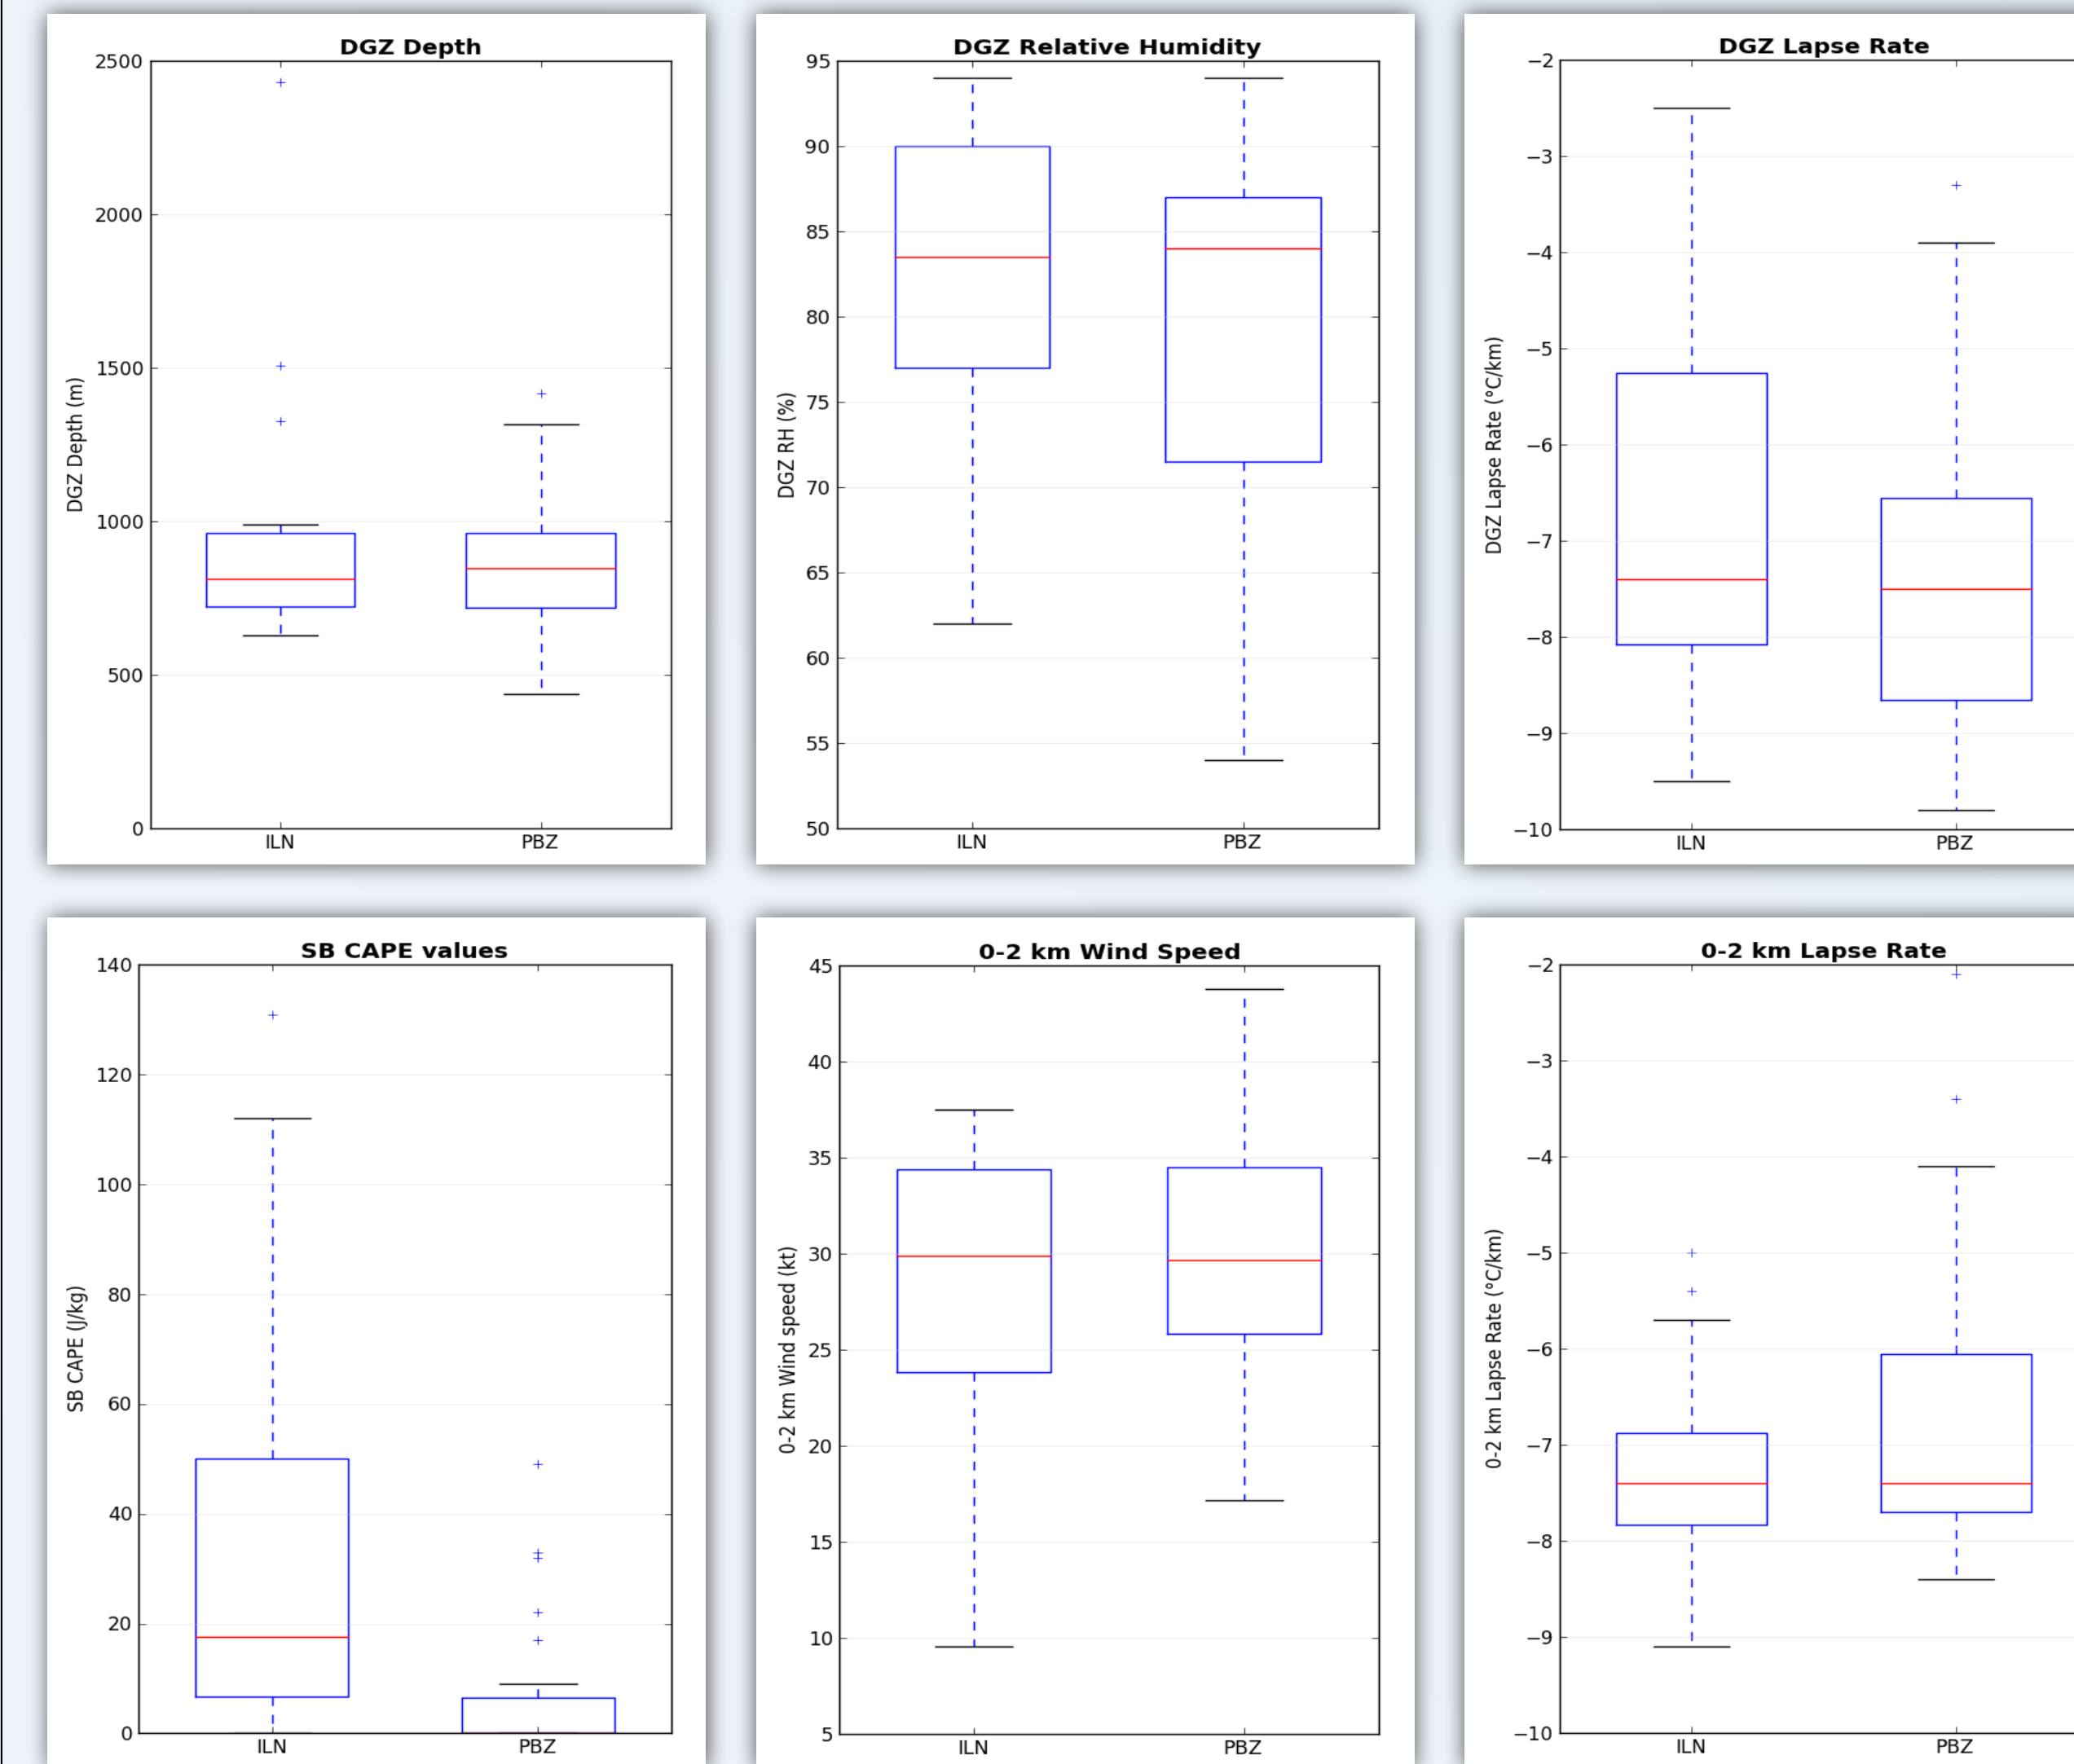 DGZ Depth
2500
2000
1500
1000
500
0
DGZ Depth (m)
ILN PBZ
DGZ Relative Humidity
95
90
85
80
75
70
65
60
55
50
DGZ RH (%)
ILN PBZ
DGZ Lapse Rate
−2
−3
−4
−5
−6
−7
−8
−9
−10
DGZ Lapse Rate (°C/km)
ILN PBZ
SB CAPE values
140
120
100
80
60
40
20
0
SB CAPE (J/kg)
ILN PBZ
0-2 km Wind Speed
45
40
35
30
25
20
15
10
5
0-2 km Wind speed (kt)
ILN PBZ
0-2 km Lapse Rate
−2
−3
−4
−5
−6
−7
−8
−9
−10
0-2 km Lapse Rate (°C/km)
ILN PBZ